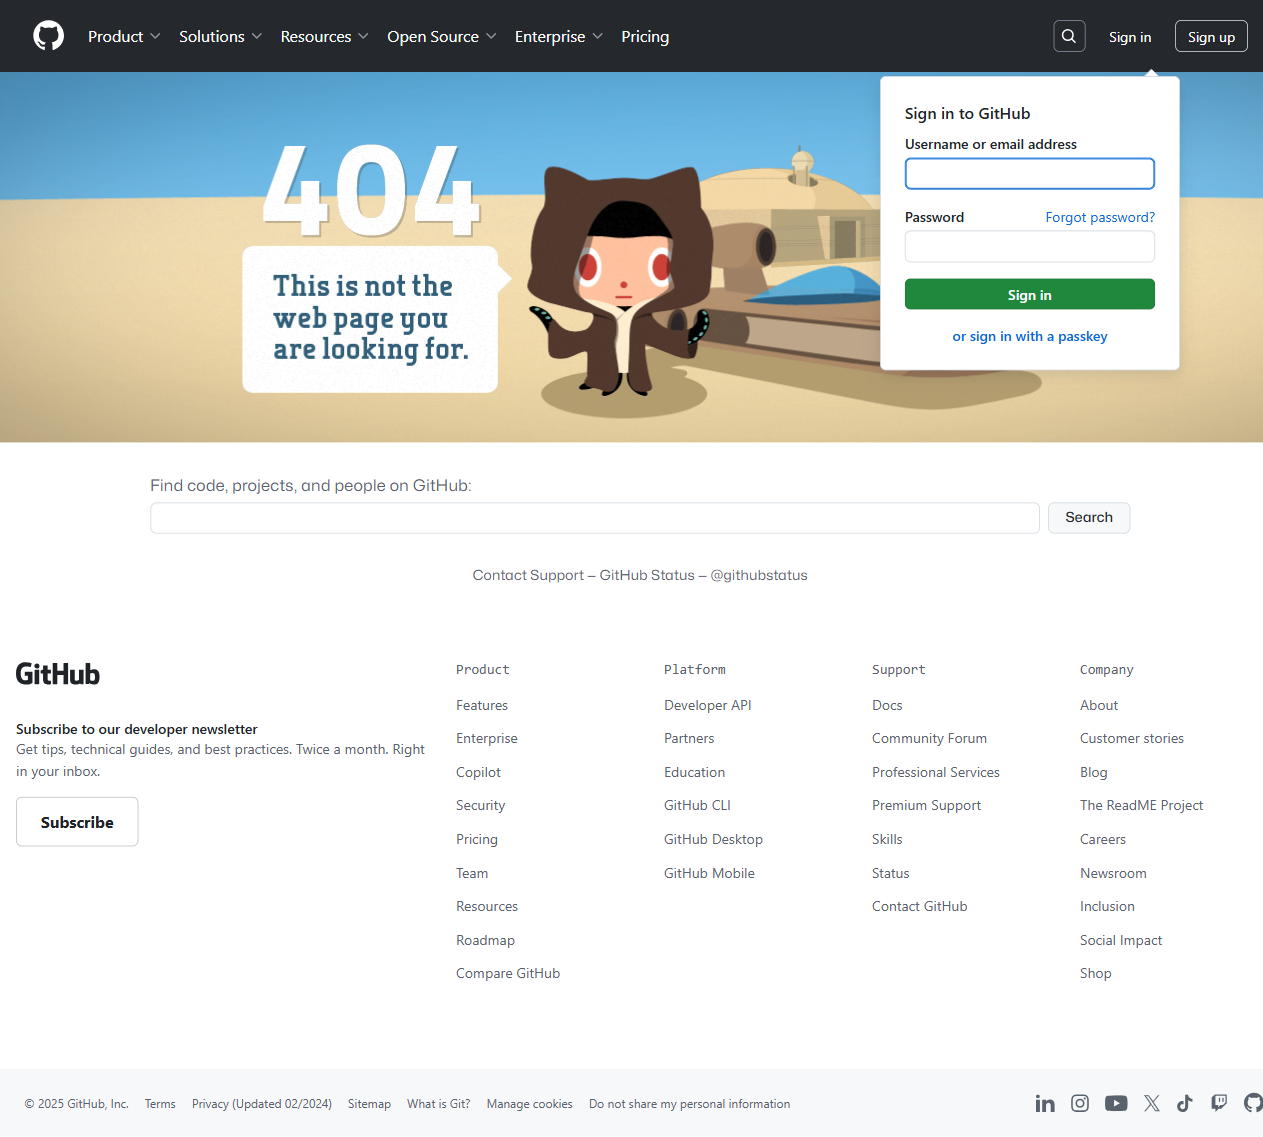 Product Solutions Resources Open Source Enterprise Pricing Sign in Sign up
404
This is not the
web page you
are looking for.
Sign in to GitHub
Username or email address
Password Forgot password?
Sign in
or sign in with a passkey
Find code, projects, and people on GitHub:
Search
Contact Support — GitHub Status — @githubstatus
GitHub
Subscribe to our developer newsletter
Get tips, technical guides, and best practices. Twice a month. Right
in your inbox.
Subscribe
Product
Features
Enterprise
Copilot
Security
Pricing
Team
Resources
Roadmap
Compare GitHub
Platform
Developer API
Partners
Education
GitHub CLI
GitHub Desktop
GitHub Mobile
Support
Docs
Community Forum
Professional Services
Premium Support
Skills
Status
Contact GitHub
Company
About
Customer stories
Blog
The ReadME Project
Careers
Newsroom
Inclusion
Social Impact
Shop
© 2025 GitHub, Inc. Terms Privacy (Updated 02/2024) Sitemap What is Git? Manage cookies Do not share my personal information